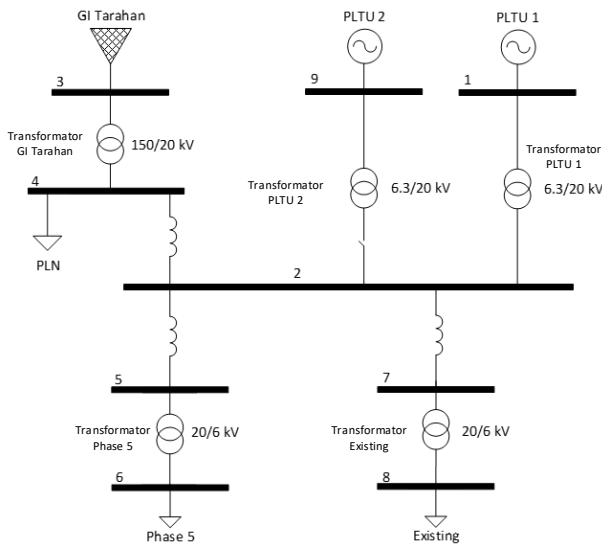 GI Tarahan
PLTU 2
PLTU 1
3
9
1
Transformator
GI Tarahan
150/20 kV
Transformator
PLTU 2
6.3/20 kV
Transformator
PLTU 1
6.3/20 kV
4
PLN
2
5
7
Transformator
Phase 5
20/6 kV
Transformator
Existing
20/6 kV
6
8
Phase 5
Existing